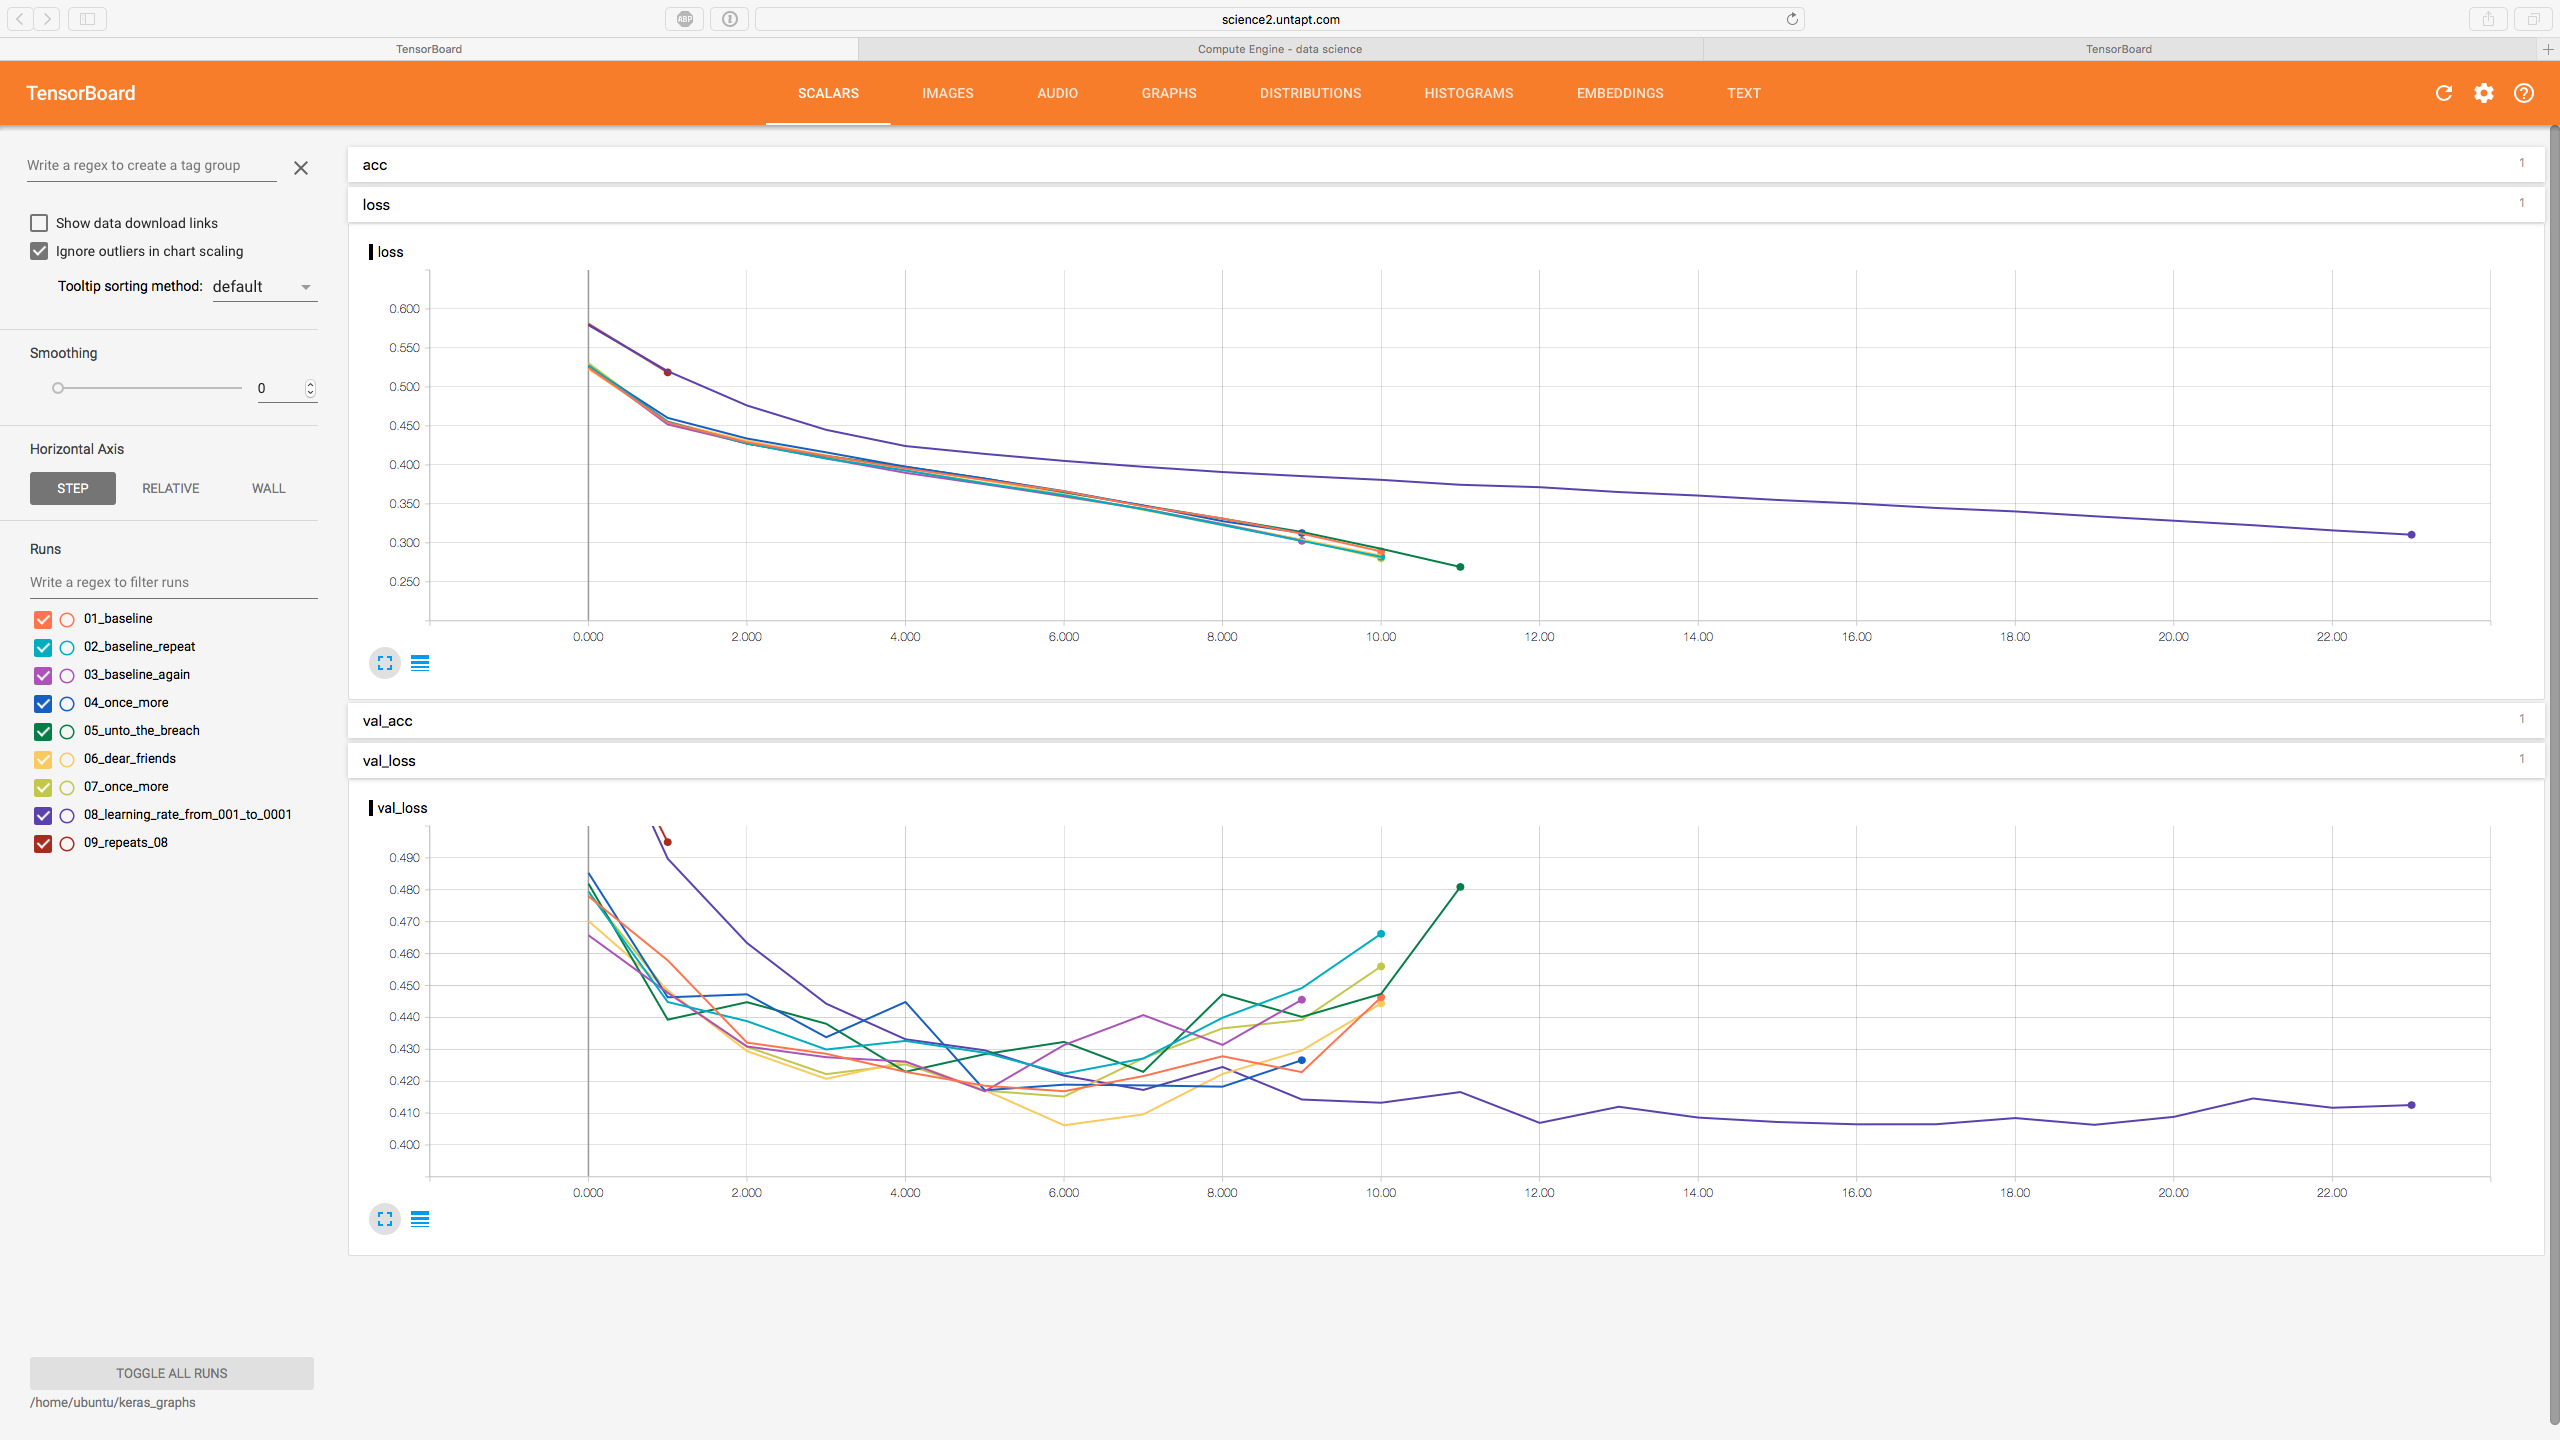 ABP
science2.untapt.com
TensorBoard
Compute Engine - data science
TensorBoard
TensorBoard
SCALARS
IMAGES
AUDIO
GRAPHS
DISTRIBUTIONS
HISTOGRAMS
EMBEDDINGS
TEXT
Write a regex to create a tag group
Show data download links
Ignore outliers in chart scaling
Tooltip sorting method: default
Smoothing
0
Horizontal Axis
STEP RELATIVE WALL
Runs
Write a regex to filter runs
01_baseline
02_baseline_repeat
03_baseline_again
04_once_more
05_unto_the_breach
06_dear_friends
07_once_more
08_learning_rate_from_001_to_0001
09_repeats_08
TOGGLE ALL RUNS
/home/ubuntu/keras_graphs
acc 1
loss 1
loss
0.600
0.550
0.500
0.450
0.400
0.350
0.300
0.250
0.000 2.000 4.000 6.000 8.000 10.00 12.00 14.00 16.00 18.00 20.00 22.00
val_acc 1
val_loss 1
val_loss
0.490
0.480
0.470
0.460
0.450
0.440
0.430
0.420
0.410
0.400
0.000 2.000 4.000 6.000 8.000 10.00 12.00 14.00 16.00 18.00 20.00 22.00